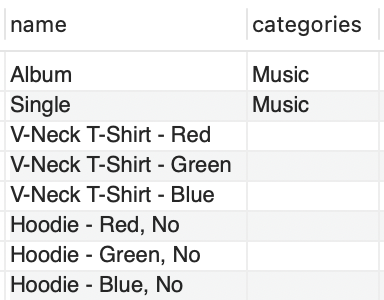 name categories
Album Music
Single Music
V-Neck T-Shirt - Red
V-Neck T-Shirt - Green
V-Neck T-Shirt - Blue
Hoodie - Red, No
Hoodie - Green, No
Hoodie - Blue, No